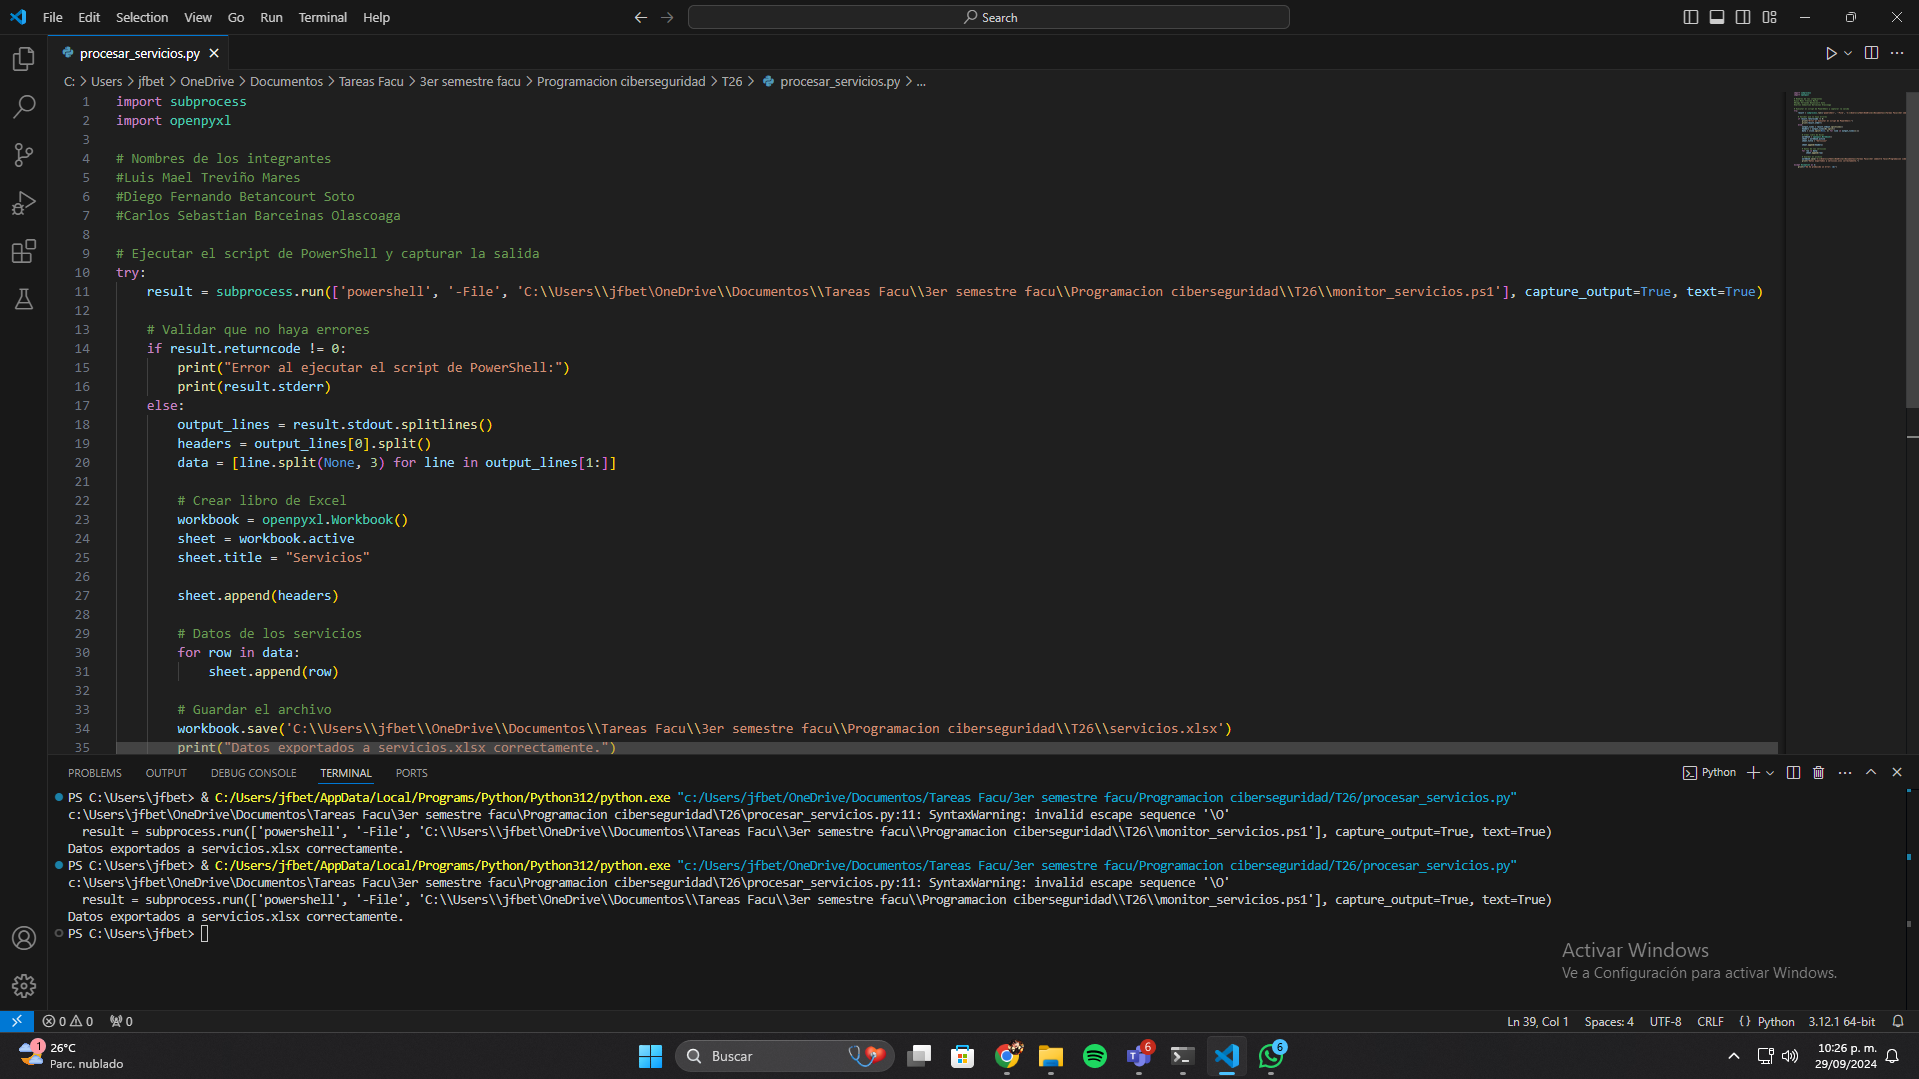 File Edit Selection View Go Run Terminal Help
Search
procesar_servicios.py
C: > Users > jfbet > OneDrive > Documentos > Tareas Facu > 3er semestre facu > Programacion ciberseguridad > T26 > procesar_servicios.py > ...
1 import subprocess
2 import openpyxl
3
4 # Nombres de los integrantes
5 #Luis Mael Treviño Mares
6 #Diego Fernando Betancourt Soto
7 #Carlos Sebastian Barceinas Olascoaga
8
9 # Ejecutar el script de PowerShell y capturar la salida
10 try:
11 result = subprocess.run(['powershell', '-File', 'C:\\Users\\jfbet\OneDrive\\Documentos\\Tareas Facu\\3er semestre facu\\Programacion ciberseguridad\\T26\\monitor_servicios.ps1'], capture_output=True, text=True)
12
13 # Validar que no haya errores
14 if result.returncode != 0:
15 print("Error al ejecutar el script de PowerShell:")
16 print(result.stderr)
17 else:
18 output_lines = result.stdout.splitlines()
19 headers = output_lines[0].split()
20 data = [line.split(None, 3) for line in output_lines[1:]]
21
22 # Crear libro de Excel
23 workbook = openpyxl.Workbook()
24 sheet = workbook.active
25 sheet.title = "Servicios"
26
27 sheet.append(headers)
28
29 # Datos de los servicios
30 for row in data:
31 sheet.append(row)
32
33 # Guardar el archivo
34 workbook.save('C:\\Users\\jfbet\\OneDrive\\Documentos\\Tareas Facu\\3er semestre facu\\Programacion ciberseguridad\\T26\\servicios.xlsx')
35 print("Datos exportados a servicios.xlsx correctamente.")
PROBLEMS OUTPUT DEBUG CONSOLE TERMINAL PORTS
Python
PS C:\Users\jfbet> & C:/Users/jfbet/AppData/Local/Programs/Python/Python312/python.exe "c:/Users/jfbet/OneDrive/Documentos/Tareas Facu/3er semestre facu/Programacion ciberseguridad/T26/procesar_servicios.py"
c:\Users\jfbet\OneDrive\Documentos\Tareas Facu\3er semestre facu\Programacion ciberseguridad\T26\procesar_servicios.py:11: SyntaxWarning: invalid escape sequence '\O'
result = subprocess.run(['powershell', '-File', 'C:\\Users\\jfbet\OneDrive\\Documentos\\Tareas Facu\\3er semestre facu\\Programacion ciberseguridad\\T26\\monitor_servicios.ps1'], capture_output=True, text=True)
Datos exportados a servicios.xlsx correctamente.
PS C:\Users\jfbet> & C:/Users/jfbet/AppData/Local/Programs/Python/Python312/python.exe "c:/Users/jfbet/OneDrive/Documentos/Tareas Facu/3er semestre facu/Programacion ciberseguridad/T26/procesar_servicios.py"
c:\Users\jfbet\OneDrive\Documentos\Tareas Facu\3er semestre facu\Programacion ciberseguridad\T26\procesar_servicios.py:11: SyntaxWarning: invalid escape sequence '\O'
result = subprocess.run(['powershell', '-File', 'C:\\Users\\jfbet\OneDrive\\Documentos\\Tareas Facu\\3er semestre facu\\Programacion ciberseguridad\\T26\\monitor_servicios.ps1'], capture_output=True, text=True)
Datos exportados a servicios.xlsx correctamente.
PS C:\Users\jfbet>
Activar Windows
Ve a Configuración para activar Windows.
0 0 0
Ln 39, Col 1 Spaces: 4 UTF-8 CRLF {} Python 3.12.1 64-bit
1
26°C
Parc. nublado
Buscar
6
6
10:26 p. m.
29/09/2024